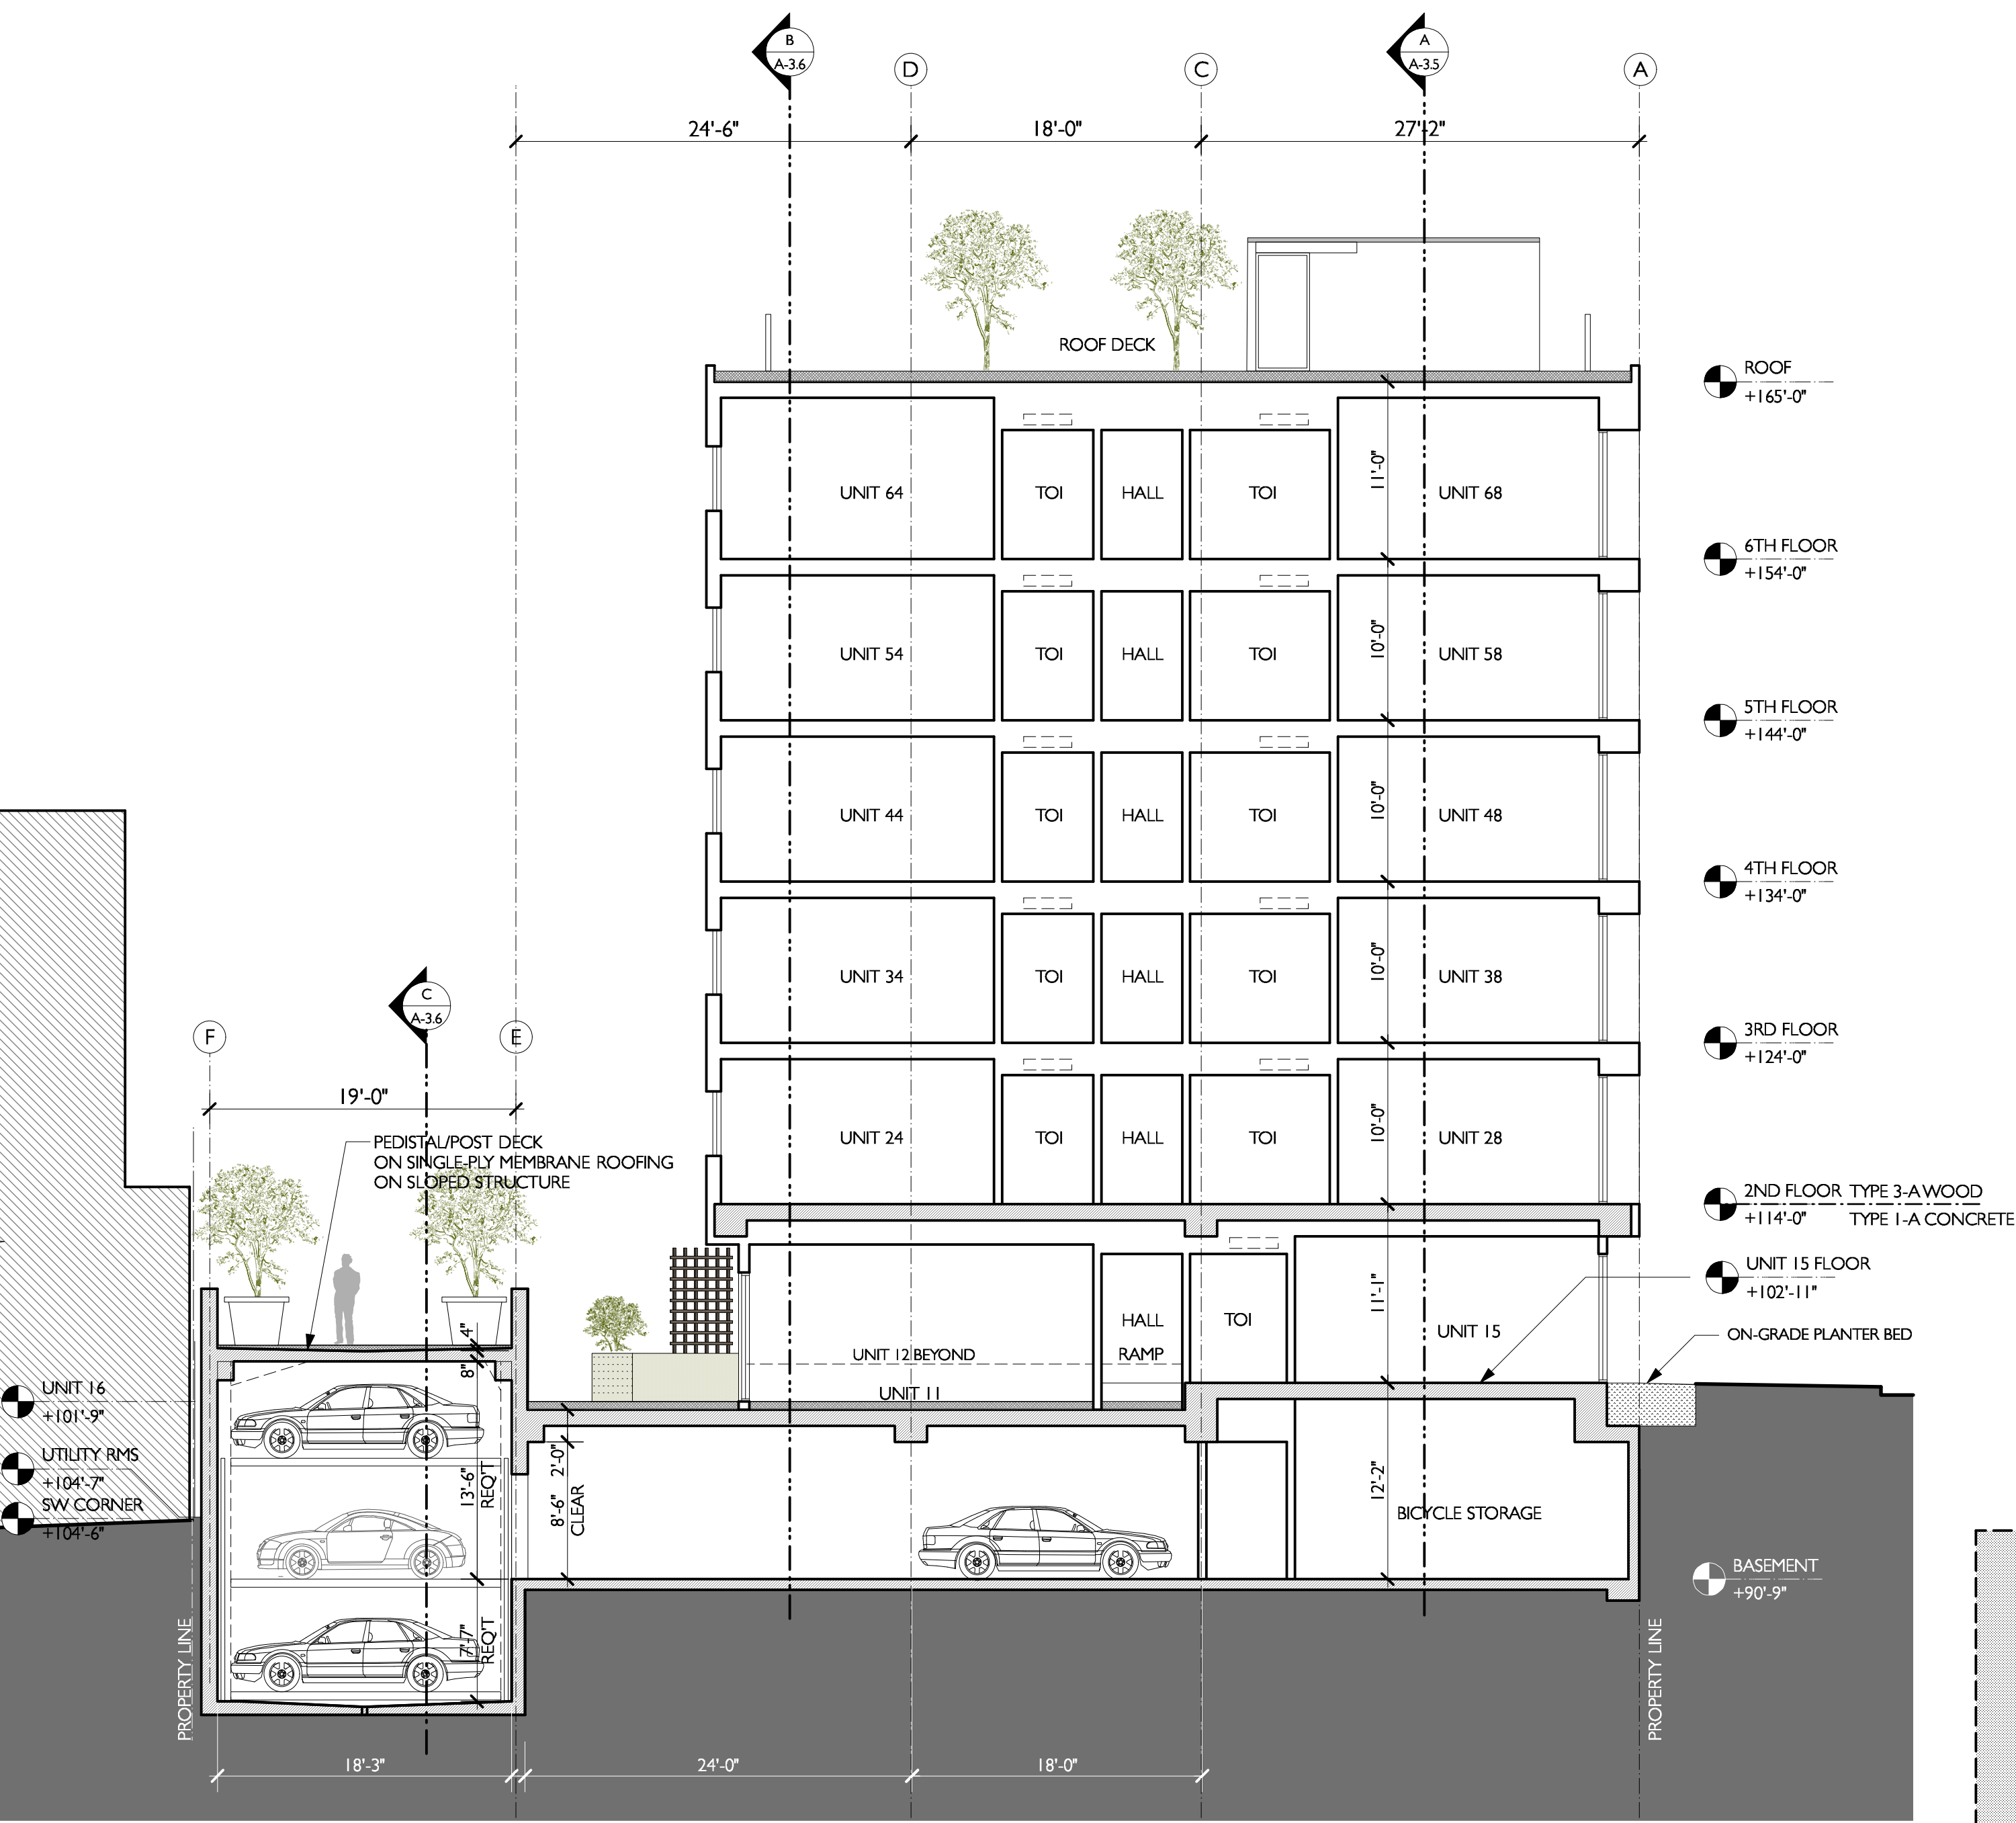 B
A-3.6
D
C
A
A-3.5
A
24'-6"
18'-0"
27'-2"
ROOF DECK
ROOF
+165'-0"
11'-0"
UNIT 64
TOI
HALL
TOI
UNIT 68
6TH FLOOR
+154'-0"
10'-0"
UNIT 54
TOI
HALL
TOI
UNIT 58
5TH FLOOR
+144'-0"
10'-0"
UNIT 44
TOI
HALL
TOI
UNIT 48
4TH FLOOR
+134'-0"
10'-0"
UNIT 34
TOI
HALL
TOI
UNIT 38
C
A-3.6
F
E
3RD FLOOR
+124'-0"
19'-0"
10'-0"
UNIT 24
TOI
HALL
TOI
UNIT 28
PEDISTAL/POST DECK
ON SINGLE-PLY MEMBRANE ROOFING
ON SLOPED STRUCTURE
2ND FLOOR
+114'-0"
TYPE 3-A WOOD
TYPE 1-A CONCRETE
UNIT 15 FLOOR
+102'-11"
11'-1"
HALL
TOI
UNIT 15
ON-GRADE PLANTER BED
4"
8"
UNIT 12 BEYOND
RAMP
UNIT 11
UNIT 16
+101'-9"
UTILITY RMS
+104'-7"
SW CORNER
+104'-6"
13'-6"
REQ'T
2'-0"
8'-6"
CLEAR
12'-2"
BICYCLE STORAGE
BASEMENT
+90'-9"
7'-7"
REQ'T
PROPERTY LINE
PROPERTY LINE
18'-3"
24'-0"
18'-0"